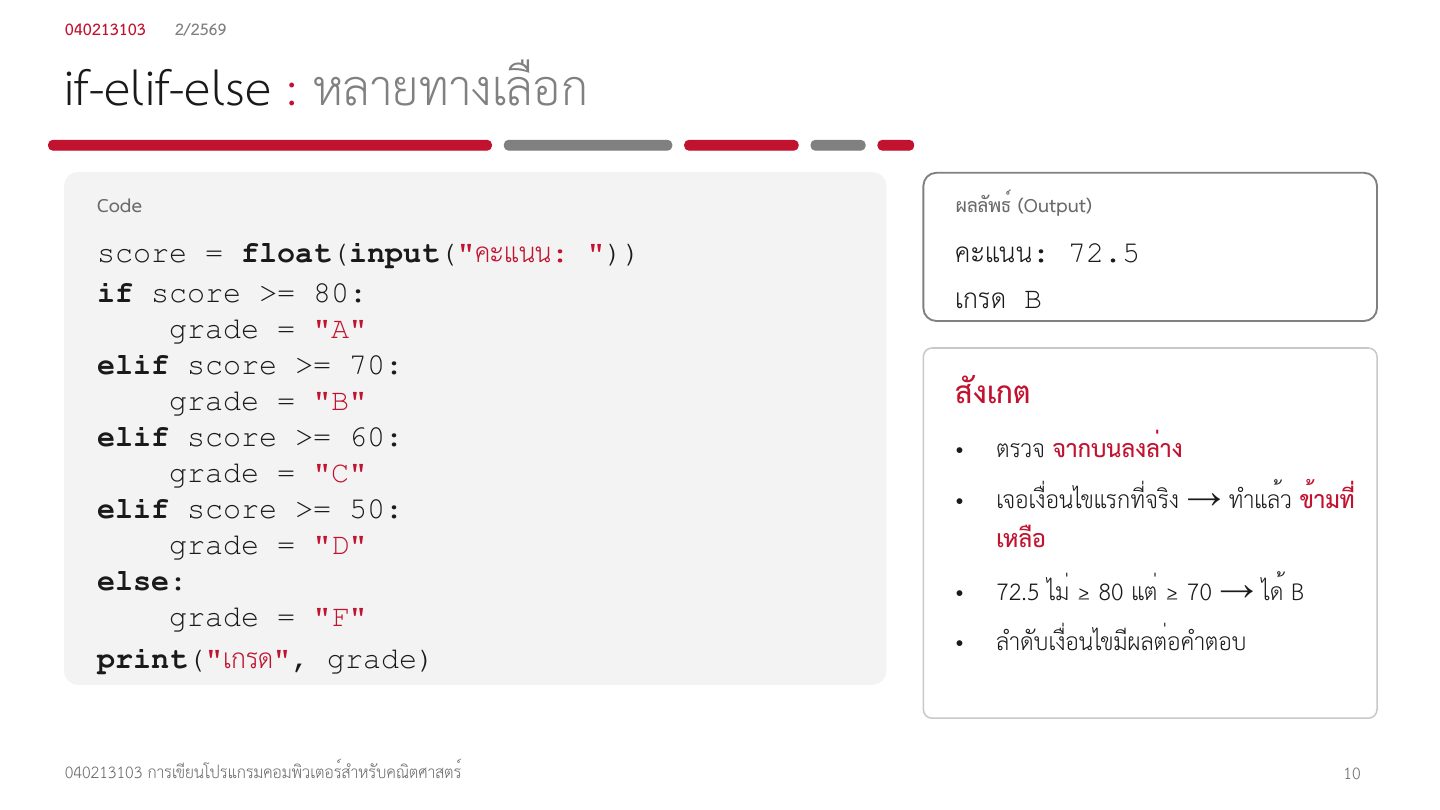 040213103 2/2569
if-elif-else : หลายทางเลือก
Code
score = float(input("คะแนน: "))
if score >= 80:
    grade = "A"
elif score >= 70:
    grade = "B"
elif score >= 60:
    grade = "C"
elif score >= 50:
    grade = "D"
else:
    grade = "F"
print("เกรด", grade)
ผลลัพธ์ (Output)
คะแนน: 72.5
เกรด B
สังเกต
• ตรวจ จากบนลงล่าง
• เจอเงื่อนไขแรกที่จริง → ทำแล้ว ข้ามที่
เหลือ
• 72.5 ไม่ ≥ 80 แต่ ≥ 70 → ได้ B
• ลำดับเงื่อนไขมีผลต่อคำตอบ
040213103 การเขียนโปรแกรมคอมพิวเตอร์สำหรับคณิตศาสตร์
10